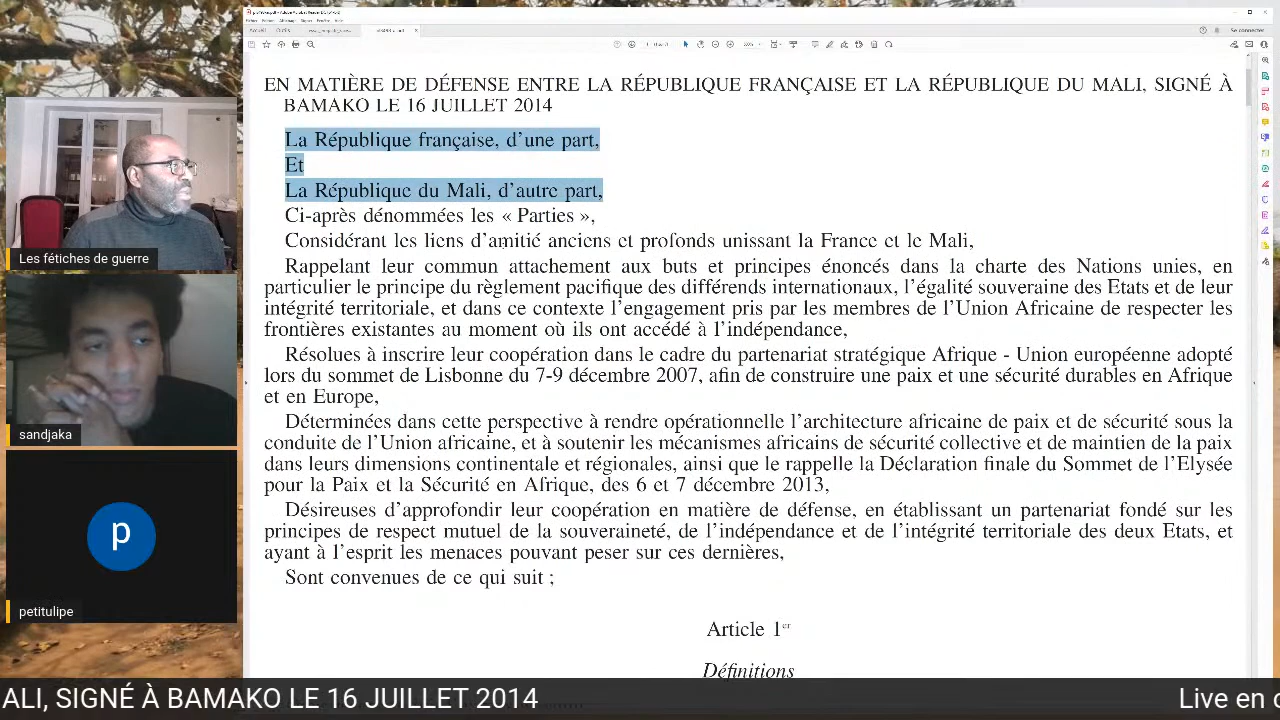 Se connecter
EN MATIÈRE DE DÉFENSE ENTRE LA RÉPUBLIQUE FRANÇAISE ET LA RÉPUBLIQUE DU MALI, SIGNÉ À
BAMAKO LE 16 JUILLET 2014
La République française, d’une part,
Et
La République du Mali, d’autre part,
Ci-après dénommées les « Parties »,
Considérant les liens d’amitié anciens et profonds unissant la France et le Mali,
Rappelant leur commun attachement aux buts et principes énoncés dans la charte des Nations unies, en
particulier le principe du règlement pacifique des différends internationaux, l’égalité souveraine des Etats et de leur
intégrité territoriale, et dans ce contexte l’engagement pris par les membres de l’Union Africaine de respecter les
frontières existantes au moment où ils ont accédé à l’indépendance,
Résolues à inscrire leur coopération dans le cadre du partenariat stratégique Afrique - Union européenne adopté
lors du sommet de Lisbonne du 7-9 décembre 2007, afin de construire une paix et une sécurité durables en Afrique
et en Europe,
Déterminées dans cette perspective à rendre opérationnelle l’architecture africaine de paix et de sécurité sous la
conduite de l’Union africaine, et à soutenir les mécanismes africains de sécurité collective et de maintien de la paix
dans leurs dimensions continentale et régionales, ainsi que le rappelle la Déclaration finale du Sommet de l’Elysée
pour la Paix et la Sécurité en Afrique, des 6 et 7 décembre 2013,
Désireuses d’approfondir leur coopération en matière de défense, en établissant un partenariat fondé sur les
principes de respect mutuel de la souveraineté, de l’indépendance et de l’intégrité territoriale des deux Etats, et
ayant à l’esprit les menaces pouvant peser sur ces dernières,
Sont convenues de ce qui suit ;
Article 1er
Définitions
Les fétiches de guerre
sandjaka
p
petitulipe
ALI, SIGNÉ À BAMAKO LE 16 JUILLET 2014
Live en